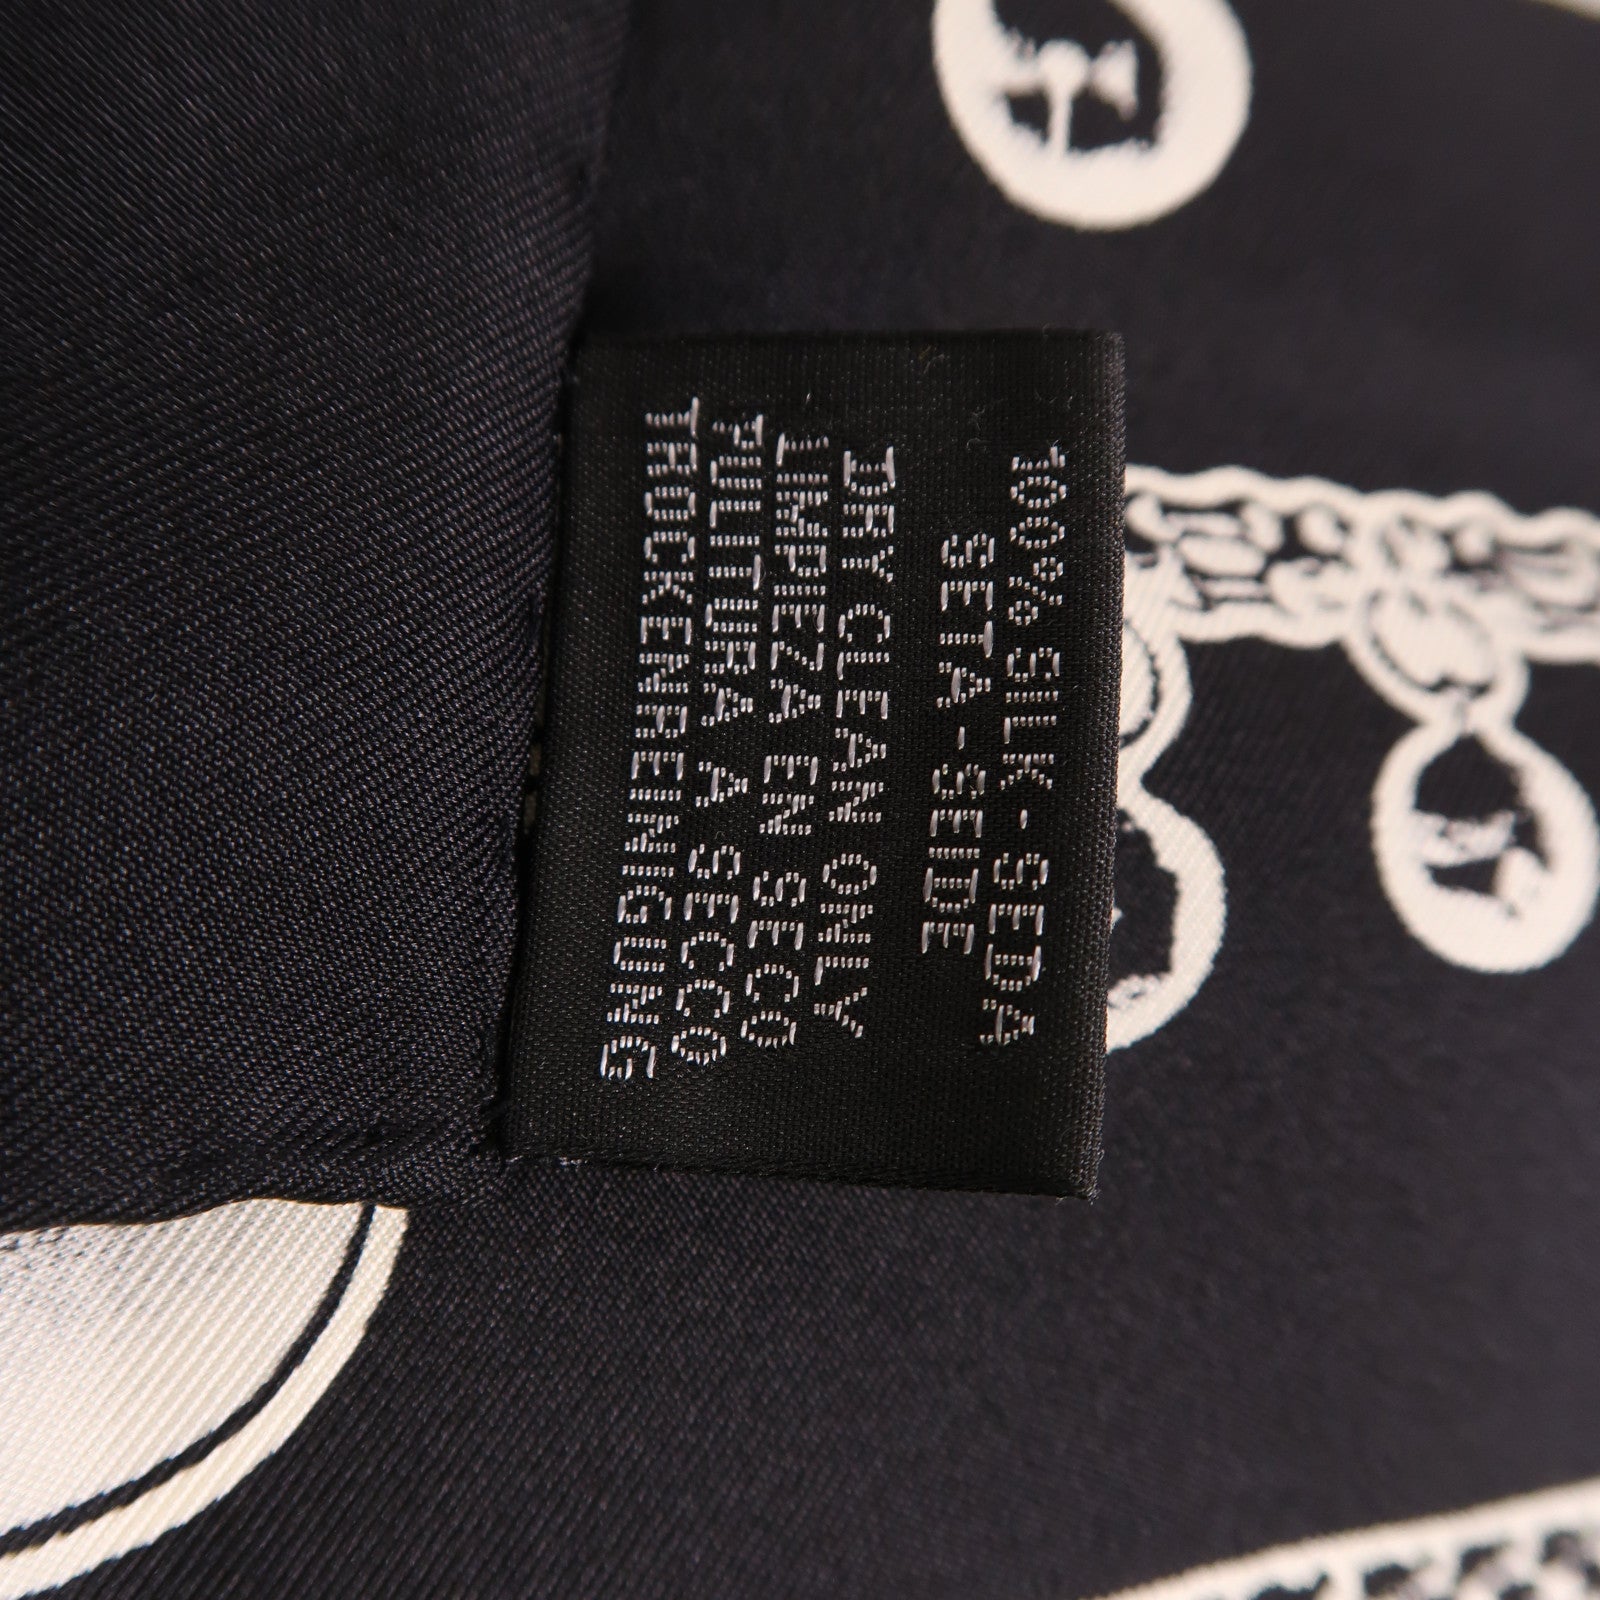 100% SILK-SEDA
SETA-SEIDE
DRY CLEAN ONLY
LIMPIEZA EN SECO
PULITURA A SECCO
TROCKENREINIGUNG